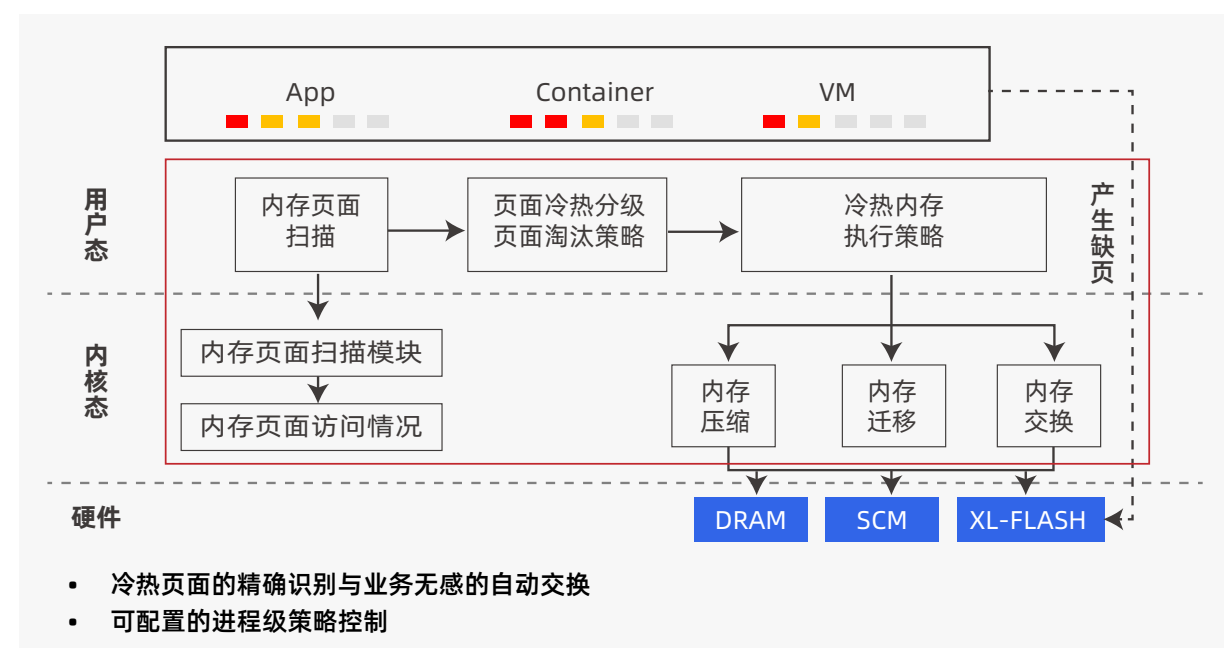 App
Container
VM
用户态
内存页面
扫描
页面冷热分级
页面淘汰策略
冷热内存
执行策略
产生缺页
内核态
内存页面扫描模块
内存页面访问情况
内存
压缩
内存
迁移
内存
交换
硬件
DRAM
SCM
XL-FLASH
• 冷热页面的精确识别与业务无感的自动交换
• 可配置的进程级策略控制